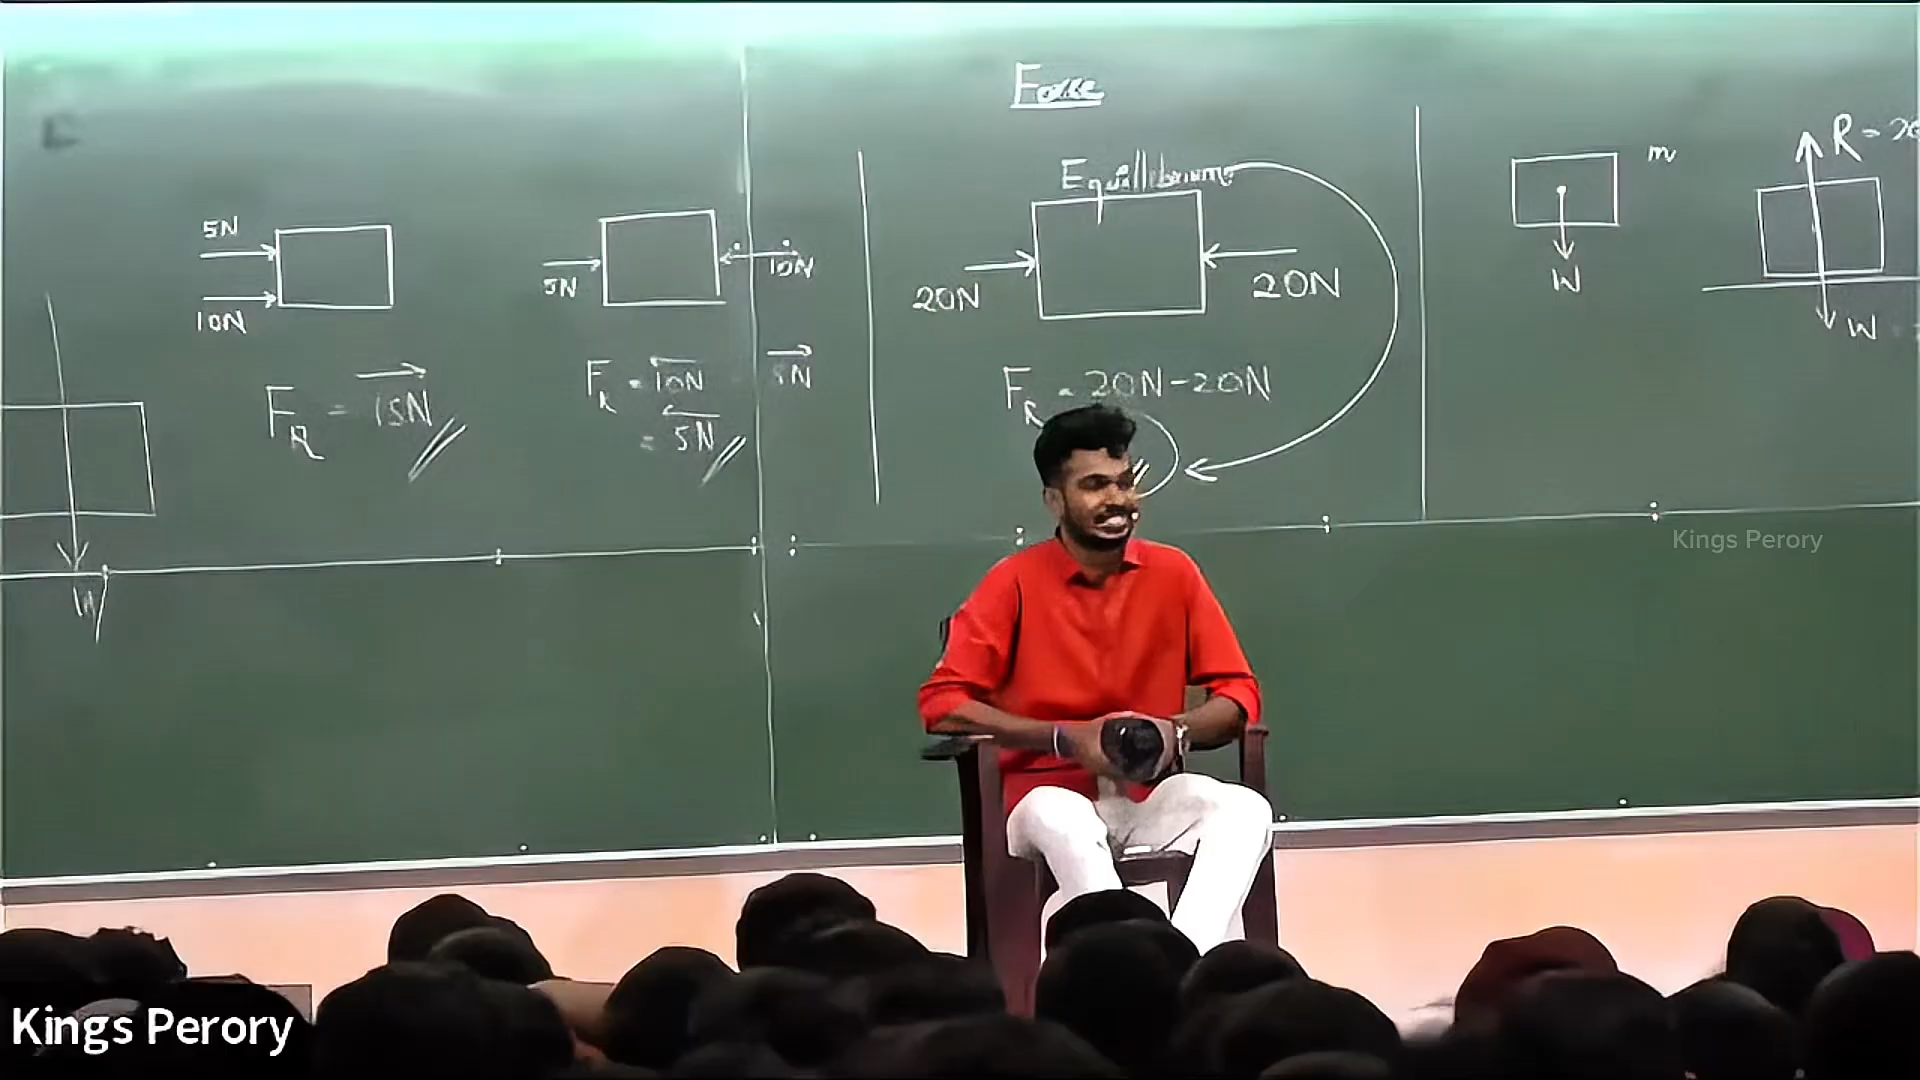 Force
5N
10N
F_R = 15N
5N
10N
F_R = 10N - 5N
= 5N
Equillibrium
20N
20N
F_R = 20N - 20N
m
W
R =
W
W
Kings Perory
Kings Perory